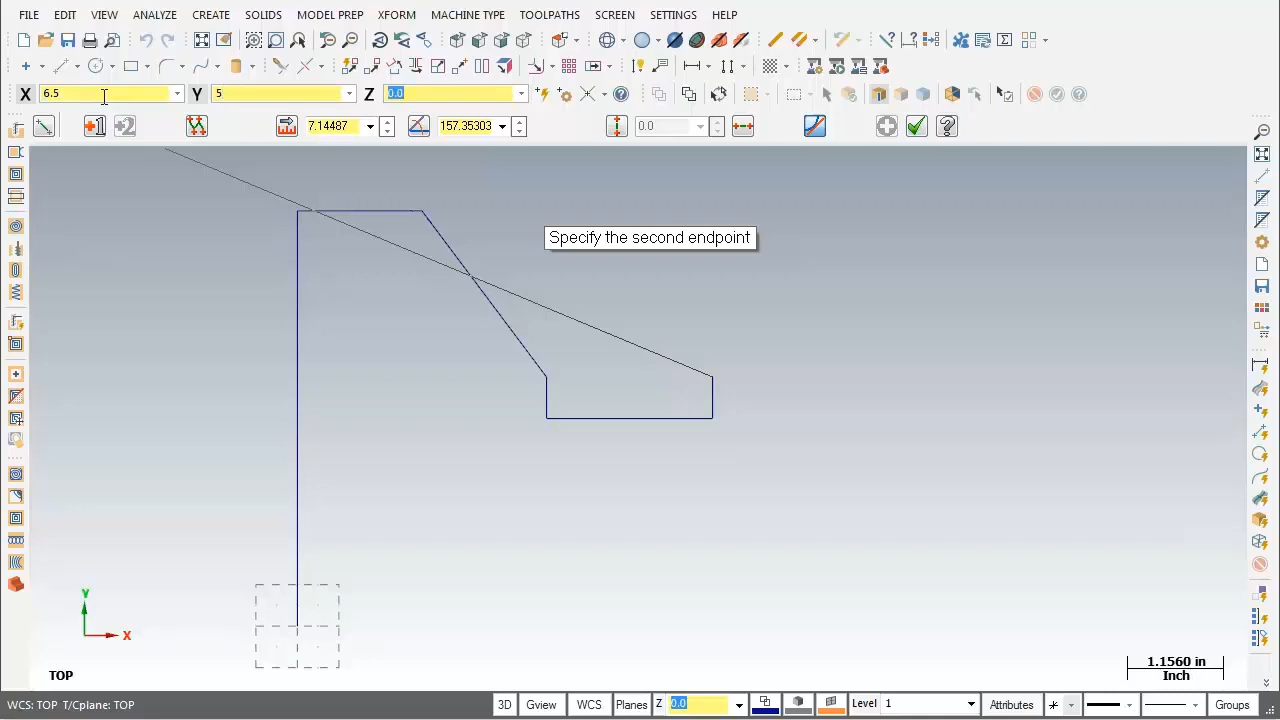 FILE EDIT VIEW ANALYZE CREATE SOLIDS MODEL PREP XFORM MACHINE TYPE TOOLPATHS SCREEN SETTINGS HELP
X 6.5 Y 5 Z 0.0
+1 +2 7.14487 157.35303 0.0
Specify the second endpoint
Y
X
TOP
1.1560 in
Inch
WCS: TOP T/Cplane: TOP 3D Gview WCS Planes Z 0.0 Level 1 Attributes Groups